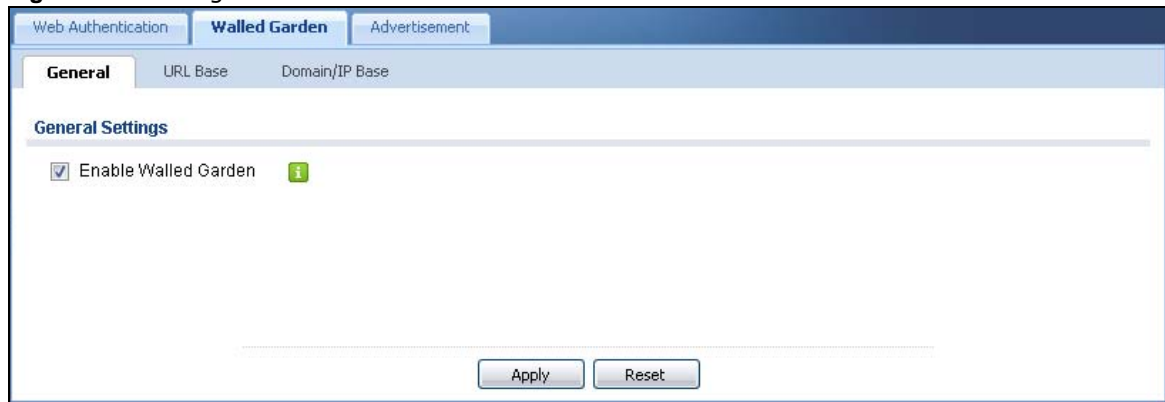 Web Authentication Walled Garden Advertisement
General URL Base Domain/IP Base
General Settings
Enable Walled Garden
Apply Reset